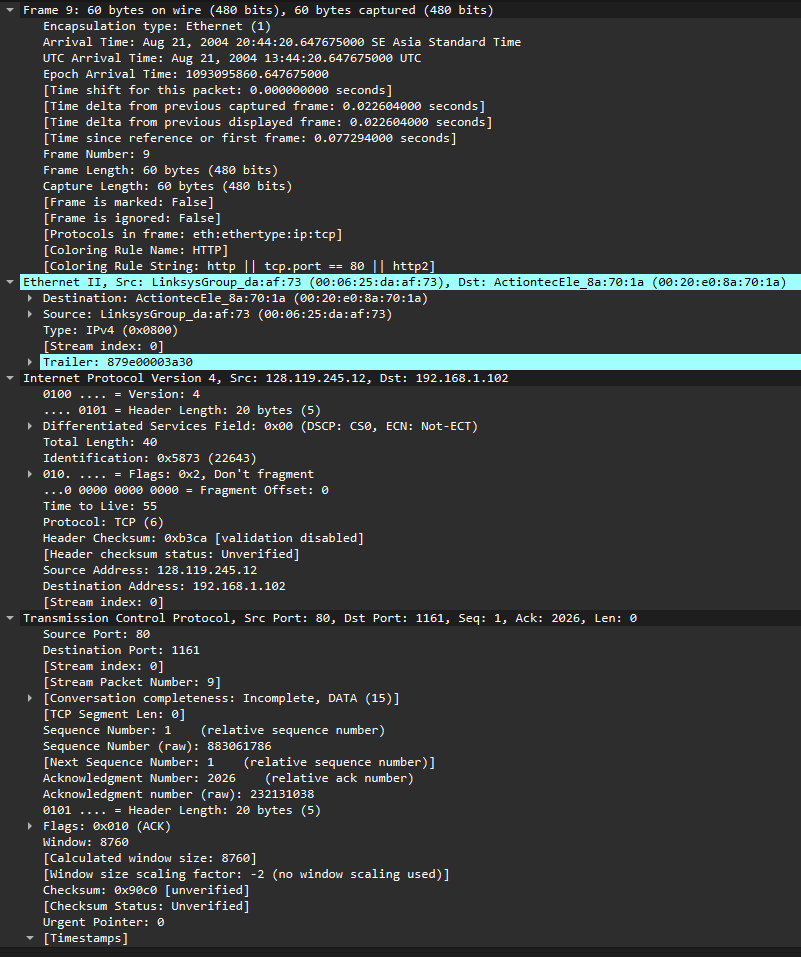 Frame 9: 60 bytes on wire (480 bits), 60 bytes captured (480 bits)
Encapsulation type: Ethernet (1)
Arrival Time: Aug 21, 2004 20:44:20.647675000 SE Asia Standard Time
UTC Arrival Time: Aug 21, 2004 13:44:20.647675000 UTC
Epoch Arrival Time: 1093095860.647675000
[Time shift for this packet: 0.000000000 seconds]
[Time delta from previous captured frame: 0.022604000 seconds]
[Time delta from previous displayed frame: 0.022604000 seconds]
[Time since reference or first frame: 0.077294000 seconds]
Frame Number: 9
Frame Length: 60 bytes (480 bits)
Capture Length: 60 bytes (480 bits)
[Frame is marked: False]
[Frame is ignored: False]
[Protocols in frame: eth:ethertype:ip:tcp]
[Coloring Rule Name: HTTP]
[Coloring Rule String: http || tcp.port == 80 || http2]
Ethernet II, Src: LinksysGroup_da:af:73 (00:06:25:da:af:73), Dst: ActiontecEle_8a:70:1a (00:20:e0:8a:70:1a)
Destination: ActiontecEle_8a:70:1a (00:20:e0:8a:70:1a)
Source: LinksysGroup_da:af:73 (00:06:25:da:af:73)
Type: IPv4 (0x0800)
[Stream index: 0]
Trailer: 879e00003a30
Internet Protocol Version 4, Src: 128.119.245.12, Dst: 192.168.1.102
0100 .... = Version: 4
.... 0101 = Header Length: 20 bytes (5)
Differentiated Services Field: 0x00 (DSCP: CS0, ECN: Not-ECT)
Total Length: 40
Identification: 0x5873 (22643)
010. .... = Flags: 0x2, Don't fragment
...0 0000 0000 0000 = Fragment Offset: 0
Time to Live: 55
Protocol: TCP (6)
Header Checksum: 0xb3ca [validation disabled]
[Header checksum status: Unverified]
Source Address: 128.119.245.12
Destination Address: 192.168.1.102
[Stream index: 0]
Transmission Control Protocol, Src Port: 80, Dst Port: 1161, Seq: 1, Ack: 2026, Len: 0
Source Port: 80
Destination Port: 1161
[Stream index: 0]
[Stream Packet Number: 9]
[Conversation completeness: Incomplete, DATA (15)]
[TCP Segment Len: 0]
Sequence Number: 1    (relative sequence number)
Sequence Number (raw): 883061786
[Next Sequence Number: 1    (relative sequence number)]
Acknowledgment Number: 2026    (relative ack number)
Acknowledgment number (raw): 232131038
0101 .... = Header Length: 20 bytes (5)
Flags: 0x010 (ACK)
Window: 8760
[Calculated window size: 8760]
[Window size scaling factor: -2 (no window scaling used)]
Checksum: 0x90c0 [unverified]
[Checksum Status: Unverified]
Urgent Pointer: 0
[Timestamps]